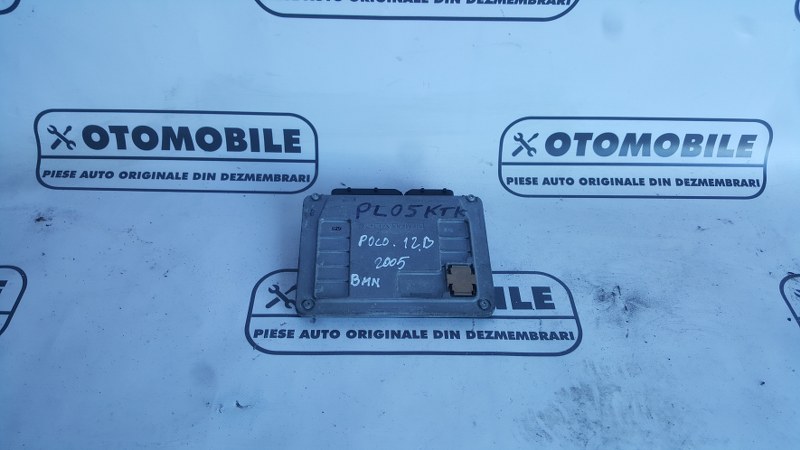 PIESE AUTO ORIGINALE DIN DEZMEMBRARI
OTOMOBILE
PIESE AUTO ORIGINALE DIN DEZMEMBRARI
OTOMOBILE
PIESE AUTO ORIGINALE DIN DEZMEMBRARI
PL05KTK
POLO. 12B
2005
BMN
OBILE
PIESE AUTO ORIGINALE DIN DEZMEMBRARI